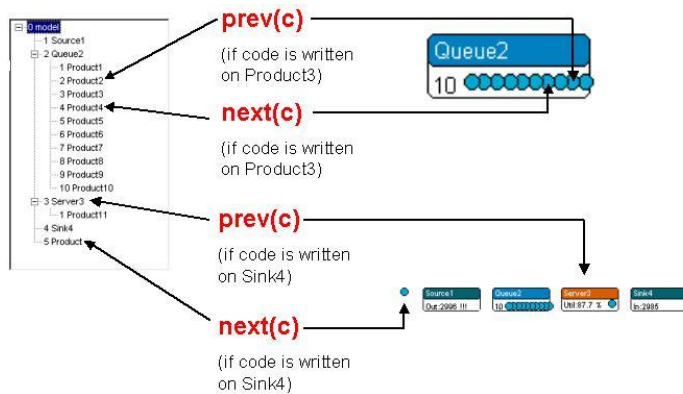 0 model
1 Source1
2 Queue2
1 Product1
2 Product2
3 Product3
4 Product4
5 Product5
6 Product6
7 Product7
8 Product8
9 Product9
10 Product10
3 Server3
1 Product11
4 Sink4
5 Product
prev(c)
(if code is written
on Product3)
next(c)
(if code is written
on Product3)
prev(c)
(if code is written
on Sink4)
next(c)
(if code is written
on Sink4)
Queue2
10
Source1
Out:2996 !!!
Queue2
10
Server3
Util:87.7 %
Sink4
In:2985